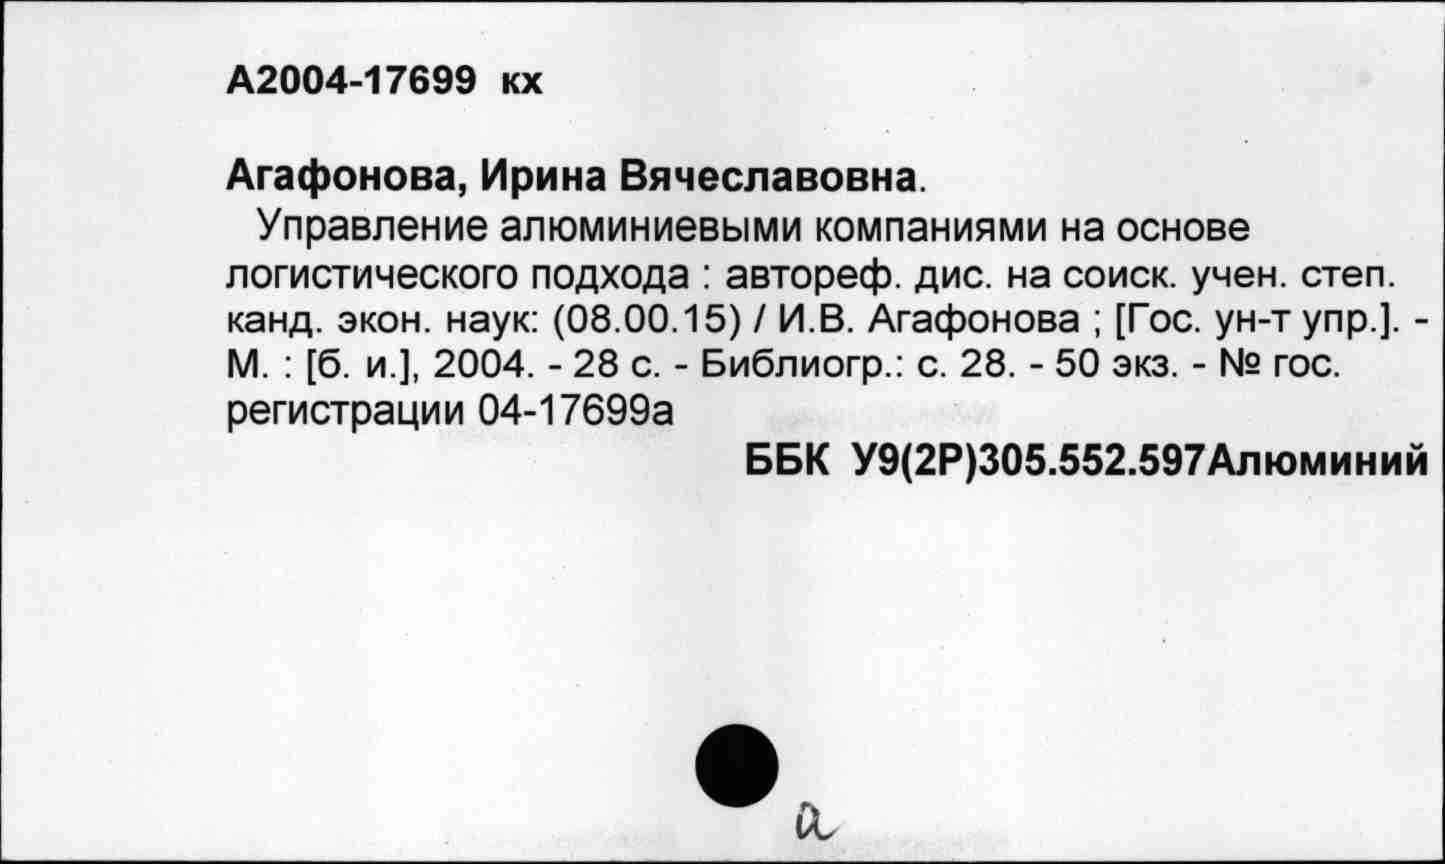 А2004-17699 кх
Агафонова, Ирина Вячеславовна.
Управление алюминиевыми компаниями на основе
логистического подхода : автореф. дис. на соиск. учен. степ.
канд. экон. наук: (08.00.15) / И.В. Агафонова ; [Гос. ун-т упр.]. -
М. : [б. и.], 2004. - 28 с. - Библиогр.: с. 28. - 50 экз. - № гос.
регистрации 04-17699а
ББК У9(2Р)305.552.597Алюминий
а